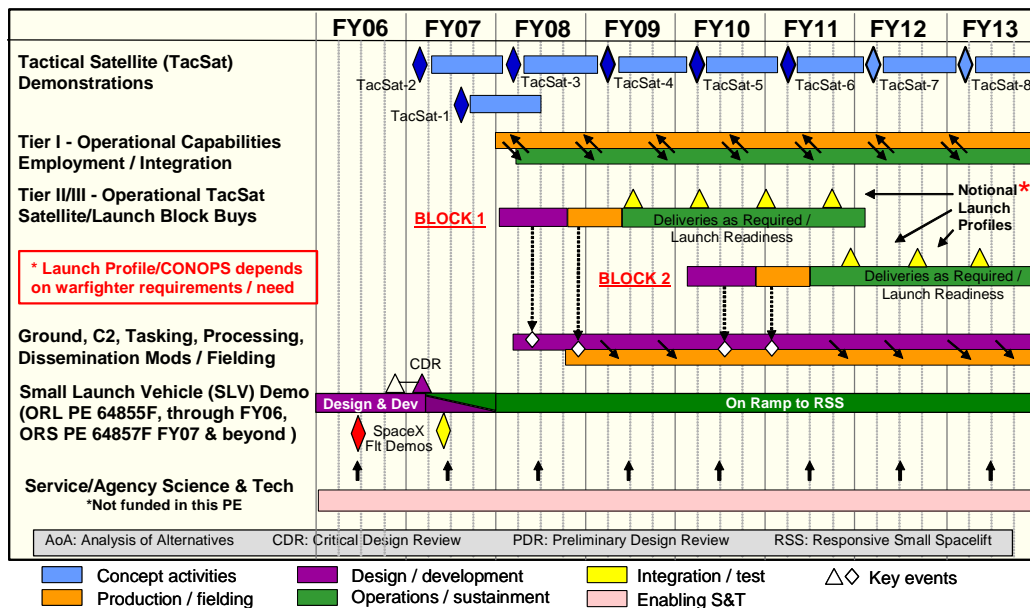 FY06 FY07 FY08 FY09 FY10 FY11 FY12 FY13
Tactical Satellite (TacSat)
Demonstrations
TacSat-2 TacSat-3 TacSat-4 TacSat-5 TacSat-6 TacSat-7 TacSat-8
TacSat-1
Tier I - Operational Capabilities
Employment / Integration
Tier II/III - Operational TacSat
Satellite/Launch Block Buys
BLOCK 1
Deliveries as Required /
Launch Readiness
Notional *
Launch
Profiles
* Launch Profile/CONOPS depends
on warfighter requirements / need
BLOCK 2
Deliveries as Required /
Launch Readiness
Ground, C2, Tasking, Processing,
Dissemination Mods / Fielding
CDR
Small Launch Vehicle (SLV) Demo
(ORL PE 64855F, through FY06,
ORS PE 64857F FY07 & beyond )
Design & Dev
On Ramp to RSS
SpaceX
Flt Demos
Service/Agency Science & Tech
*Not funded in this PE
AoA: Analysis of Alternatives CDR: Critical Design Review PDR: Preliminary Design Review RSS: Responsive Small Spacelift
Concept activities Design / development Integration / test Key events
Production / fielding Operations / sustainment Enabling S&T